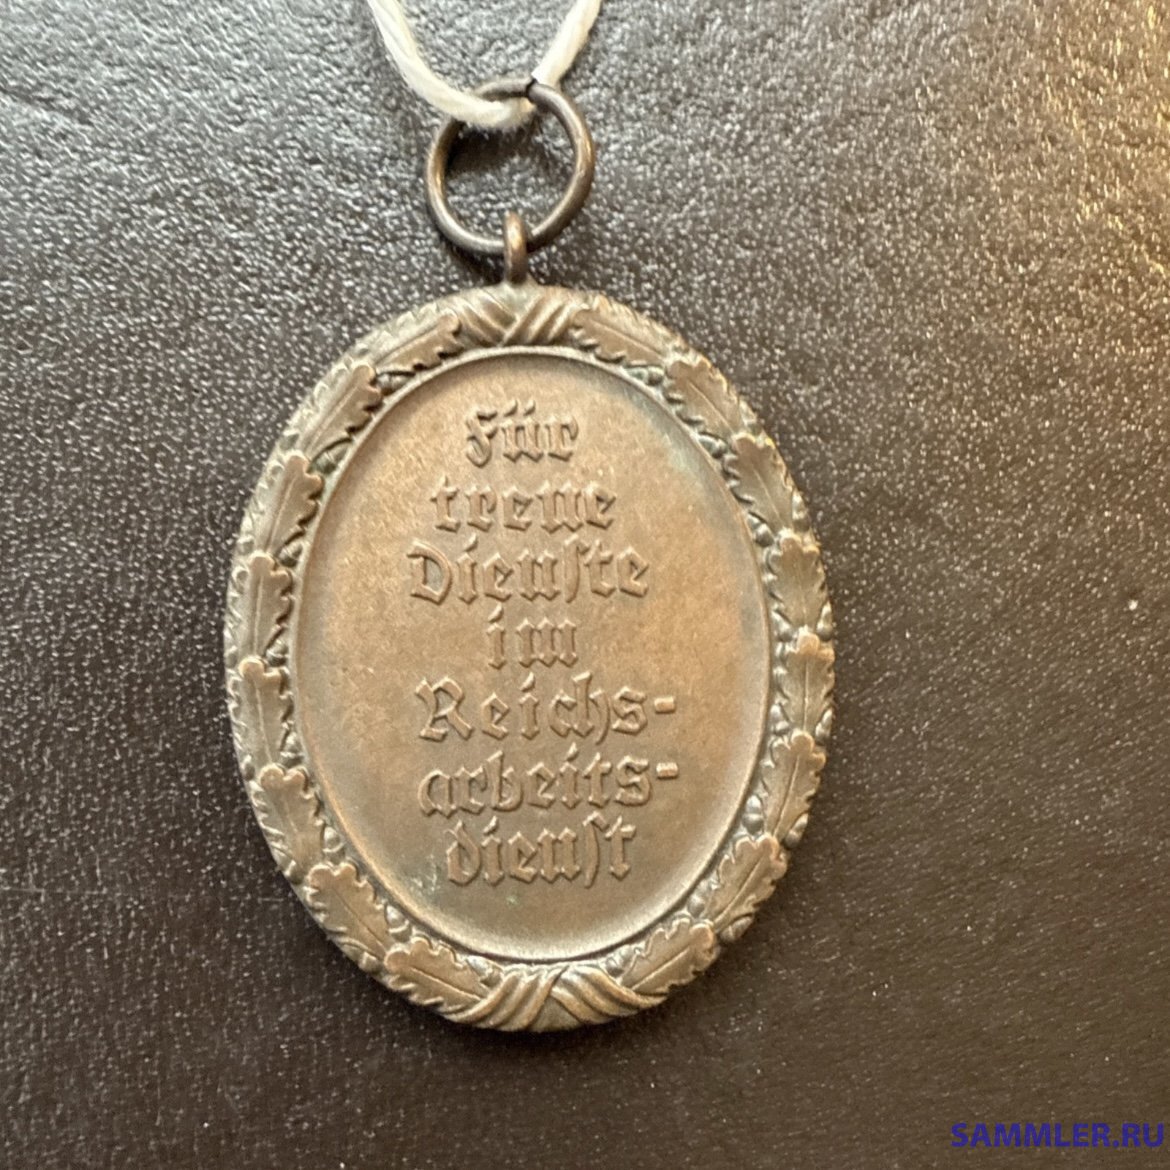 Für
treue
Dienste
im
Reichs-
arbeits-
dienst
SAMMLER.RU